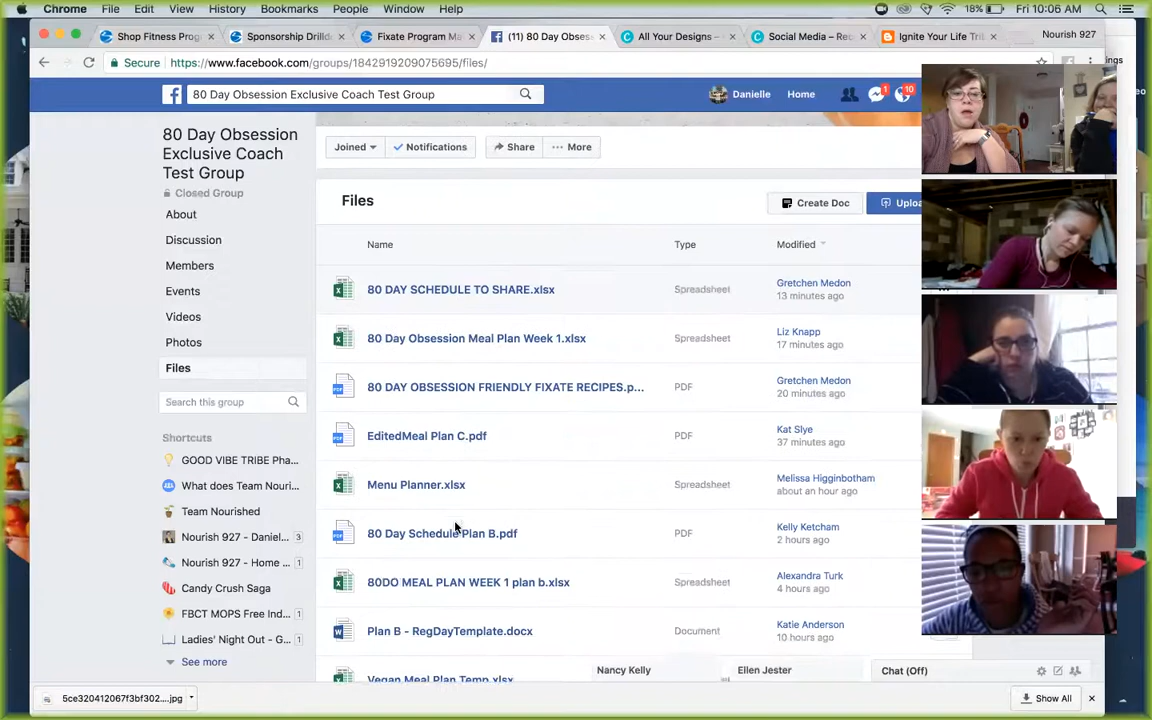 Chrome File Edit View History Bookmarks People Window Help 18% Fri 10:06 AM
Shop Fitness Prog Sponsorship Drilldo Fixate Program Ma (11) 80 Day Obsess All Your Designs – Social Media – Rec Ignite Your Life Tri Nourish 927
Secure https://www.facebook.com/groups/1842919209075695/files/
80 Day Obsession Exclusive Coach Test Group Danielle Home 1 10
80 Day Obsession
Exclusive Coach
Test Group
Closed Group
About
Discussion
Members
Events
Videos
Photos
Files
Search this group
Shortcuts
GOOD VIBE TRIBE Pha...
What does Team Nouri...
Team Nourished
Nourish 927 - Daniel... 3
Nourish 927 - Home ... 1
Candy Crush Saga
FBCT MOPS Free Ind... 1
Ladies' Night Out - G... 1
See more
Joined Notifications Share More
Files Create Doc Uploa
Name Type Modified
80 DAY SCHEDULE TO SHARE.xlsx Spreadsheet Gretchen Medon
13 minutes ago
80 Day Obsession Meal Plan Week 1.xlsx Spreadsheet Liz Knapp
17 minutes ago
80 DAY OBSESSION FRIENDLY FIXATE RECIPES.p... PDF Gretchen Medon
20 minutes ago
EditedMeal Plan C.pdf PDF Kat Slye
37 minutes ago
Menu Planner.xlsx Spreadsheet Melissa Higginbotham
about an hour ago
80 Day Schedule Plan B.pdf PDF Kelly Ketcham
2 hours ago
80DO MEAL PLAN WEEK 1 plan b.xlsx Spreadsheet Alexandra Turk
4 hours ago
Plan B - RegDayTemplate.docx Document Katie Anderson
10 hours ago
Vegan Meal Plan Temp.xlsx
Nancy Kelly Ellen Jester Chat (Off)
5ce320412067f3bf302....jpg Show All